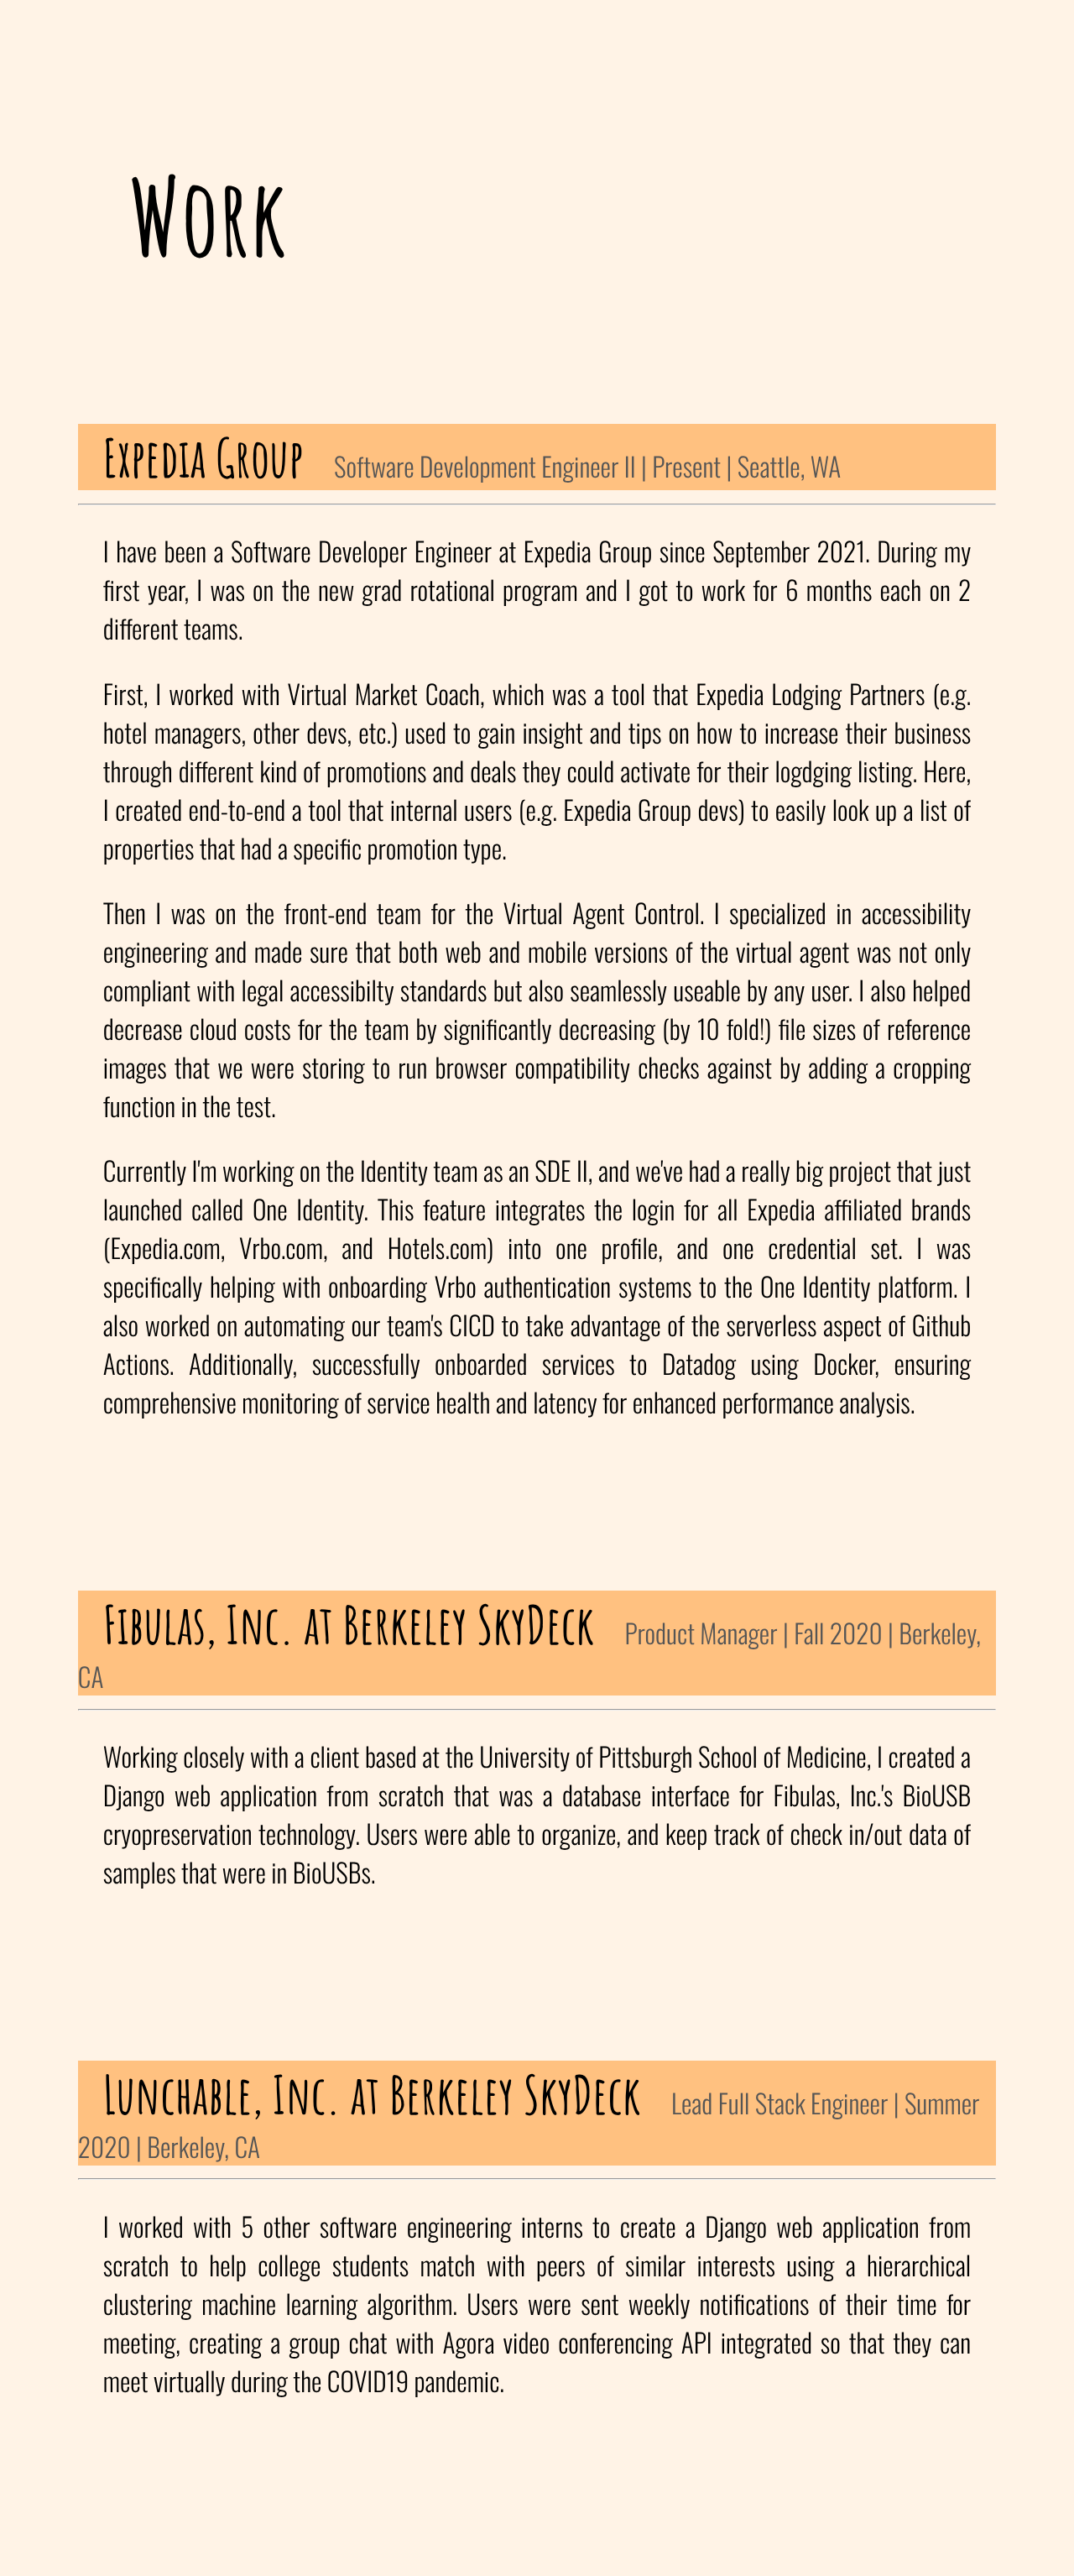 Work
Expedia Group Software Development Engineer II | Present | Seattle, WA
I have been a Software Developer Engineer at Expedia Group since September 2021. During my
first year, I was on the new grad rotational program and I got to work for 6 months each on 2
different teams.
First, I worked with Virtual Market Coach, which was a tool that Expedia Lodging Partners (e.g.
hotel managers, other devs, etc.) used to gain insight and tips on how to increase their business
through different kind of promotions and deals they could activate for their logdging listing. Here,
I created end-to-end a tool that internal users (e.g. Expedia Group devs) to easily look up a list of
properties that had a specific promotion type.
Then I was on the front-end team for the Virtual Agent Control. I specialized in accessibility
engineering and made sure that both web and mobile versions of the virtual agent was not only
compliant with legal accessibilty standards but also seamlessly useable by any user. I also helped
decrease cloud costs for the team by significantly decreasing (by 10 fold!) file sizes of reference
images that we were storing to run browser compatibility checks against by adding a cropping
function in the test.
Currently I'm working on the Identity team as an SDE II, and we've had a really big project that just
launched called One Identity. This feature integrates the login for all Expedia affiliated brands
(Expedia.com, Vrbo.com, and Hotels.com) into one profile, and one credential set. I was
specifically helping with onboarding Vrbo authentication systems to the One Identity platform. I
also worked on automating our team's CICD to take advantage of the serverless aspect of Github
Actions. Additionally, successfully onboarded services to Datadog using Docker, ensuring
comprehensive monitoring of service health and latency for enhanced performance analysis.
Fibulas, Inc. at Berkeley SkyDeck Product Manager | Fall 2020 | Berkeley,
CA
Working closely with a client based at the University of Pittsburgh School of Medicine, I created a
Django web application from scratch that was a database interface for Fibulas, Inc.'s BioUSB
cryopreservation technology. Users were able to organize, and keep track of check in/out data of
samples that were in BioUSBs.
Lunchable, Inc. at Berkeley SkyDeck Lead Full Stack Engineer | Summer
2020 | Berkeley, CA
I worked with 5 other software engineering interns to create a Django web application from
scratch to help college students match with peers of similar interests using a hierarchical
clustering machine learning algorithm. Users were sent weekly notifications of their time for
meeting, creating a group chat with Agora video conferencing API integrated so that they can
meet virtually during the COVID19 pandemic.